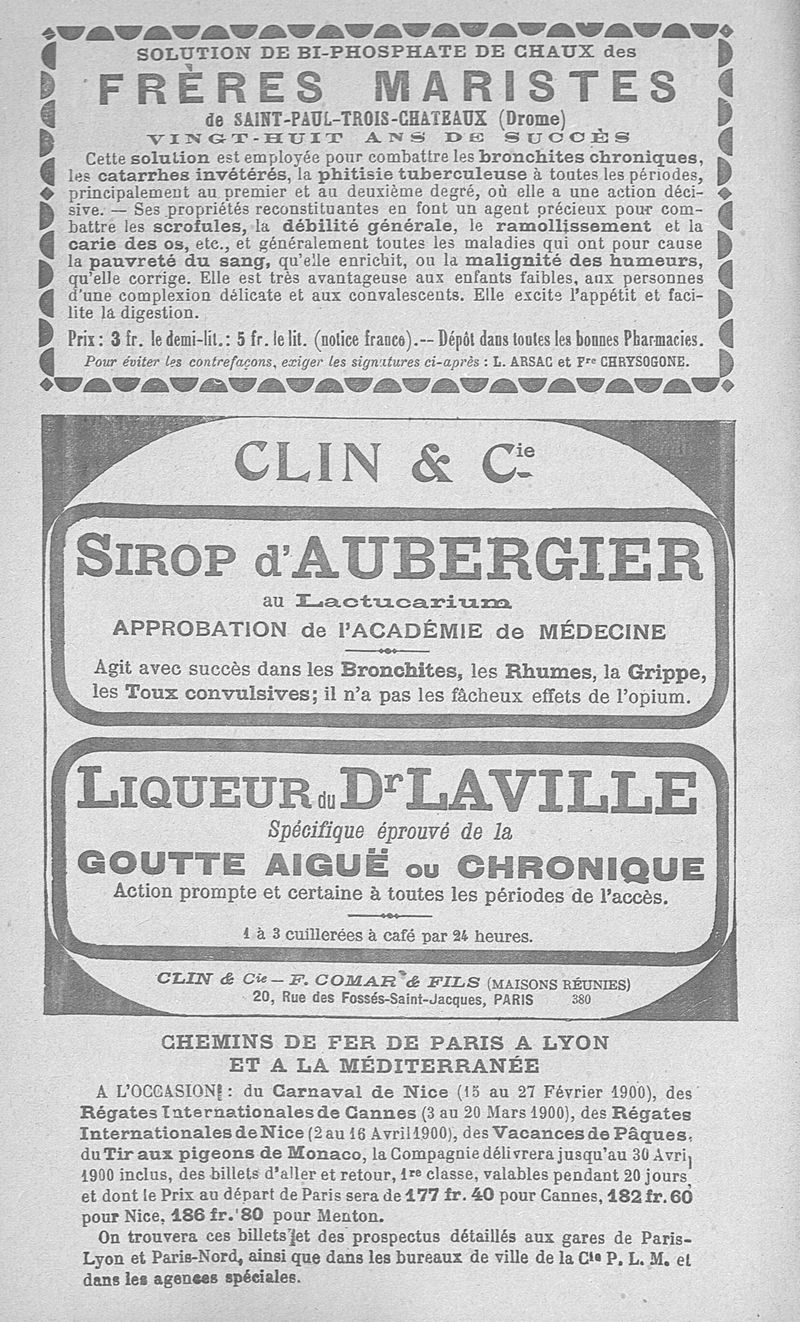 SOLUTION DE BI-PHOSPHATE DE CHAUX des
FRÈRES MARISTES
de SAINT-PAUL-TROIS-CHATEAUX (Drome)
VINGT-HUIT ANS DE SUCCÈS
Cette solution est employée pour combattre les bronchites chroniques,
les catarrhes invétérés, la phitisie tuberculeuse à toutes les périodes,
principalement au premier et au deuxième degré, où elle a une action déci-
sive. — Ses propriétés reconstituantes en font un agent précieux pour com-
battre les scrofules, la débilité générale, le ramollissement et la
carie des os, etc., et généralement toutes les maladies qui ont pour cause
la pauvreté du sang, qu'elle enrichit, ou la malignité des humeurs,
qu'elle corrige. Elle est très avantageuse aux enfants faibles, aux personnes
d'une complexion délicate et aux convalescents. Elle excite l'appétit et faci-
lite la digestion.
Prix : 3 fr. le demi-lit.: 5 fr. le lit. (notice franco).-- Dépôt dans toutes les bonnes Pharmacies.
Pour éviter les contrefaçons, exiger les signatures ci-après : L. ARSAC et Fre CHRYSOGONE.
CLIN & Cie
SIROP d'AUBERGIER
au Lactucarium
APPROBATION de l'ACADÉMIE de MÉDECINE
Agit avec succès dans les Bronchites, les Rhumes, la Grippe,
les Toux convulsives; il n'a pas les fâcheux effets de l'opium.
LIQUEUR du Dr LAVILLE
Spécifique éprouvé de la
GOUTTE AIGUË OU CHRONIQUE
Action prompte et certaine à toutes les périodes de l'accès.
1 à 3 cuillerées à café par 24 heures.
CLIN & Cie — F. COMAR & FILS (MAISONS RÉUNIES)
20, Rue des Fossés-Saint-Jacques, PARIS 380
CHEMINS DE FER DE PARIS A LYON
ET A LA MÉDITERRANÉE
A L'OCCASION : du Carnaval de Nice (15 au 27 Février 1900), des
Régates Internationales de Cannes (3 au 20 Mars 1900), des Régates
Internationales de Nice (2 au 16 Avril 1900), des Vacances de Pâques,
du Tir aux pigeons de Monaco, la Compagnie délivrera jusqu'au 30 Avril
1900 inclus, des billets d'aller et retour, 1re classe, valables pendant 20 jours,
et dont le Prix au départ de Paris sera de 177 fr. 40 pour Cannes, 182 fr. 60
pour Nice, 186 fr. 80 pour Menton.
On trouvera ces billets et des prospectus détaillés aux gares de Paris-
Lyon et Paris-Nord, ainsi que dans les bureaux de ville de la Cie P. L. M. et
dans les agences spéciales.